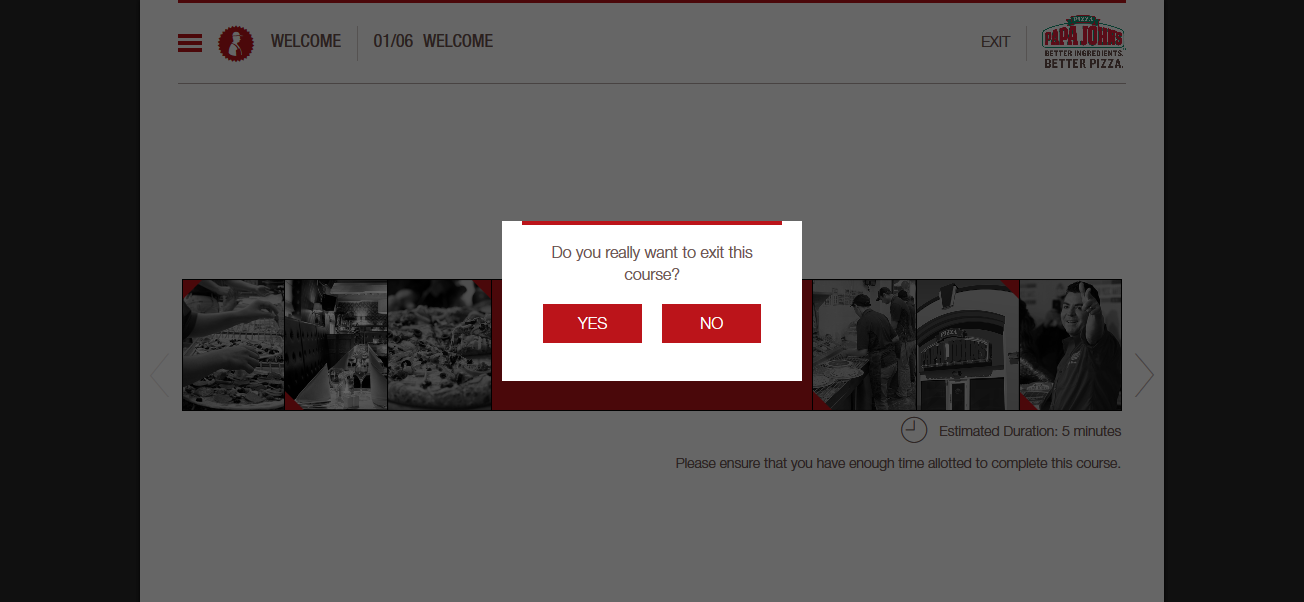 WELCOME
01/06 WELCOME
EXIT
PIZZA
PAPA JOHNS
BETTER INGREDIENTS.
BETTER PIZZA.
Do you really want to exit this
course?
YES
NO
PIZZA
PAPA JOHNS
Estimated Duration: 5 minutes
Please ensure that you have enough time allotted to complete this course.